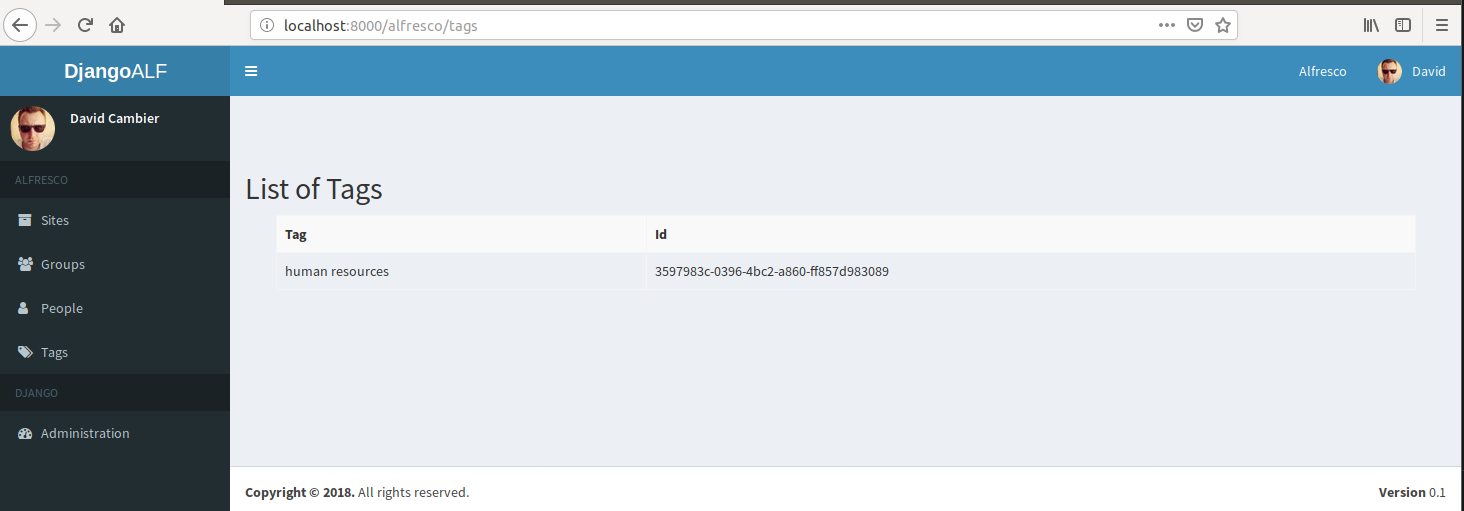 localhost:8000/alfresco/tags
DjangoALF
Alfresco David
David Cambier
ALFRESCO
Sites
Groups
People
Tags
DJANGO
Administration
List of Tags
Tag Id
human resources 3597983c-0396-4bc2-a860-ff857d983089
Copyright © 2018. All rights reserved. Version 0.1